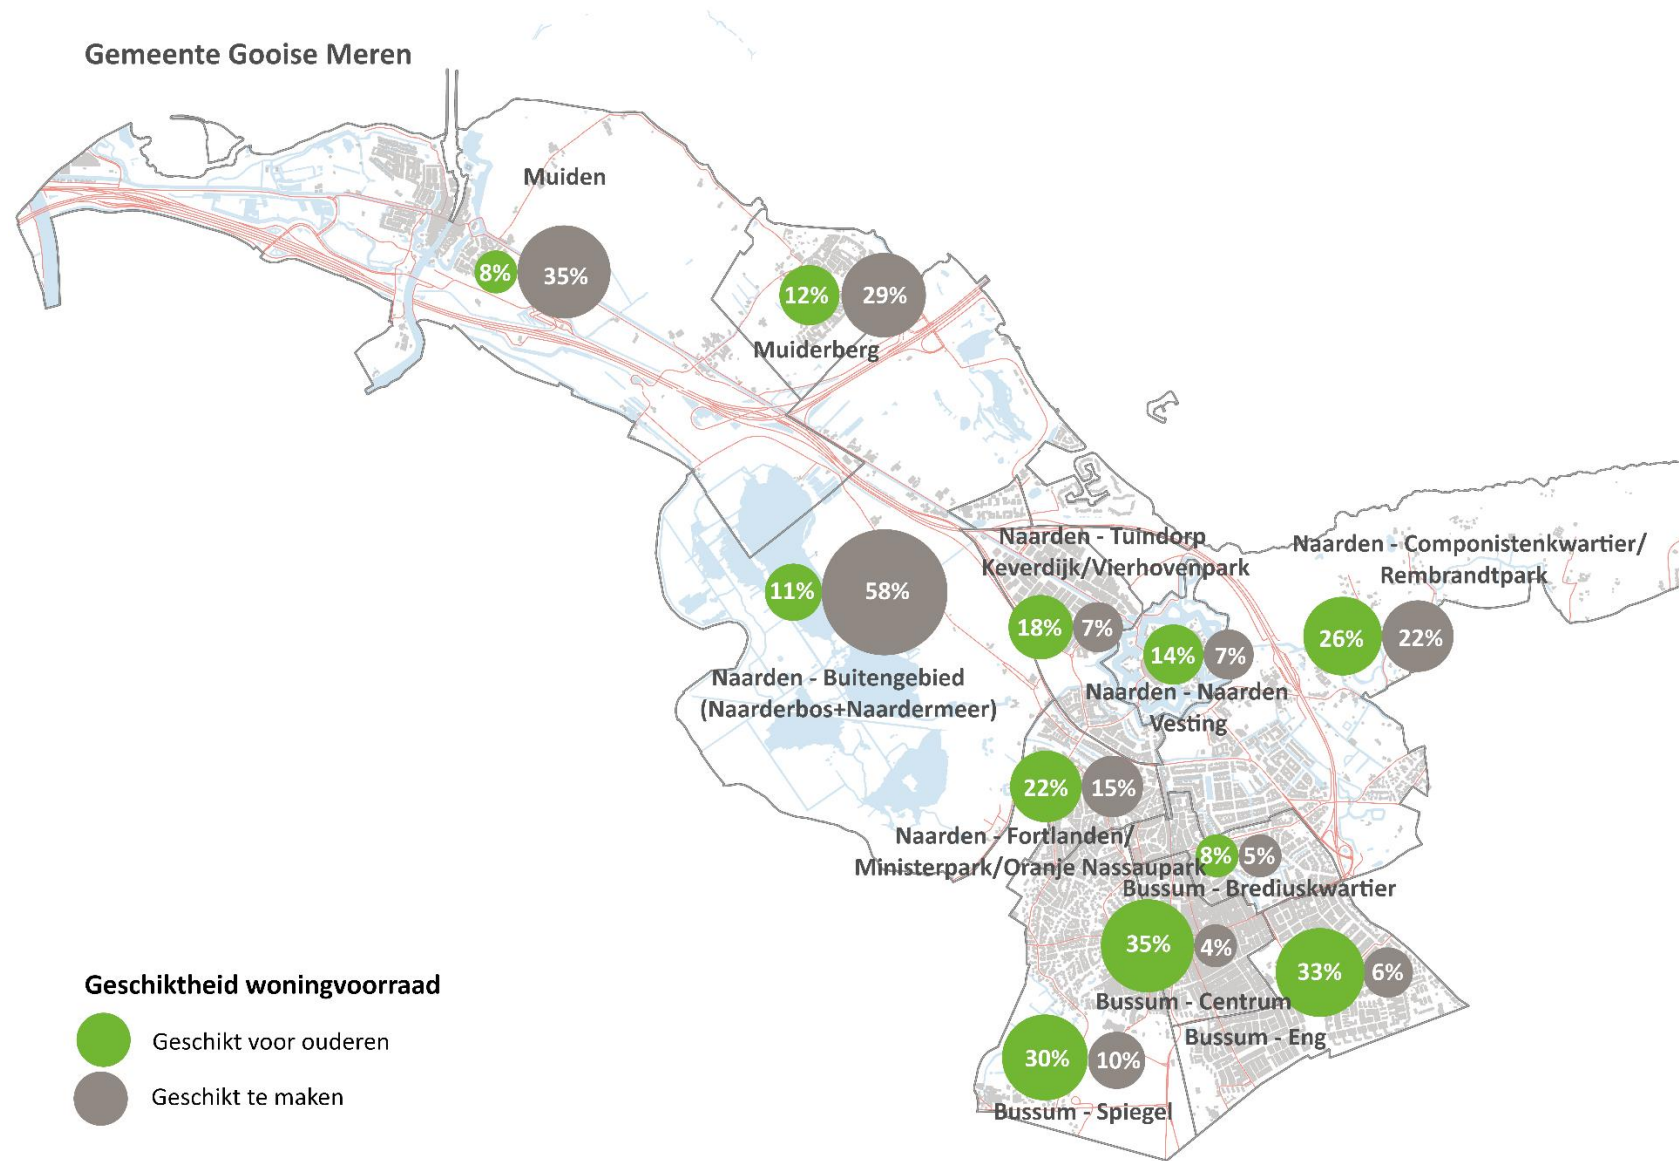 Gemeente Gooise Meren
Muiden
8%
35%
12%
29%
Muiderberg
Naarden - Tuindorp
Keverdijk/Vierhovenpark
18%
7%
Naarden - Componistenkwartier/
Rembrandtpark
26%
22%
11%
58%
Naarden - Buitengebied
(Naarderbos+Naardermeer)
14%
7%
Naarden - Naarden
Vesting
22%
15%
Naarden - Fortlanden/
Ministerpark/Oranje Nassaupark
8%
5%
Bussum - Brediuskwartier
35%
4%
Bussum - Centrum
33%
6%
Bussum - Eng
30%
10%
Bussum - Spiegel
Geschiktheid woningvoorraad
Geschikt voor ouderen
Geschikt te maken